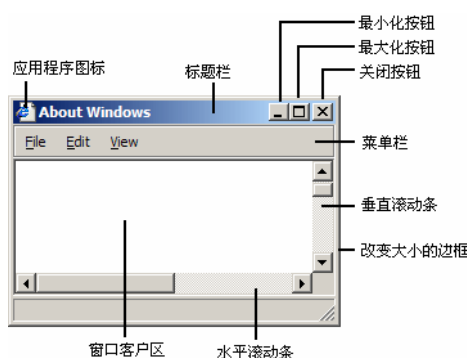 最小化按钮
最大化按钮
应用程序图标
标题栏
关闭按钮
About Windows
File Edit View
菜单栏
垂直滚动条
改变大小的边框
窗口客户区
水平滚动条